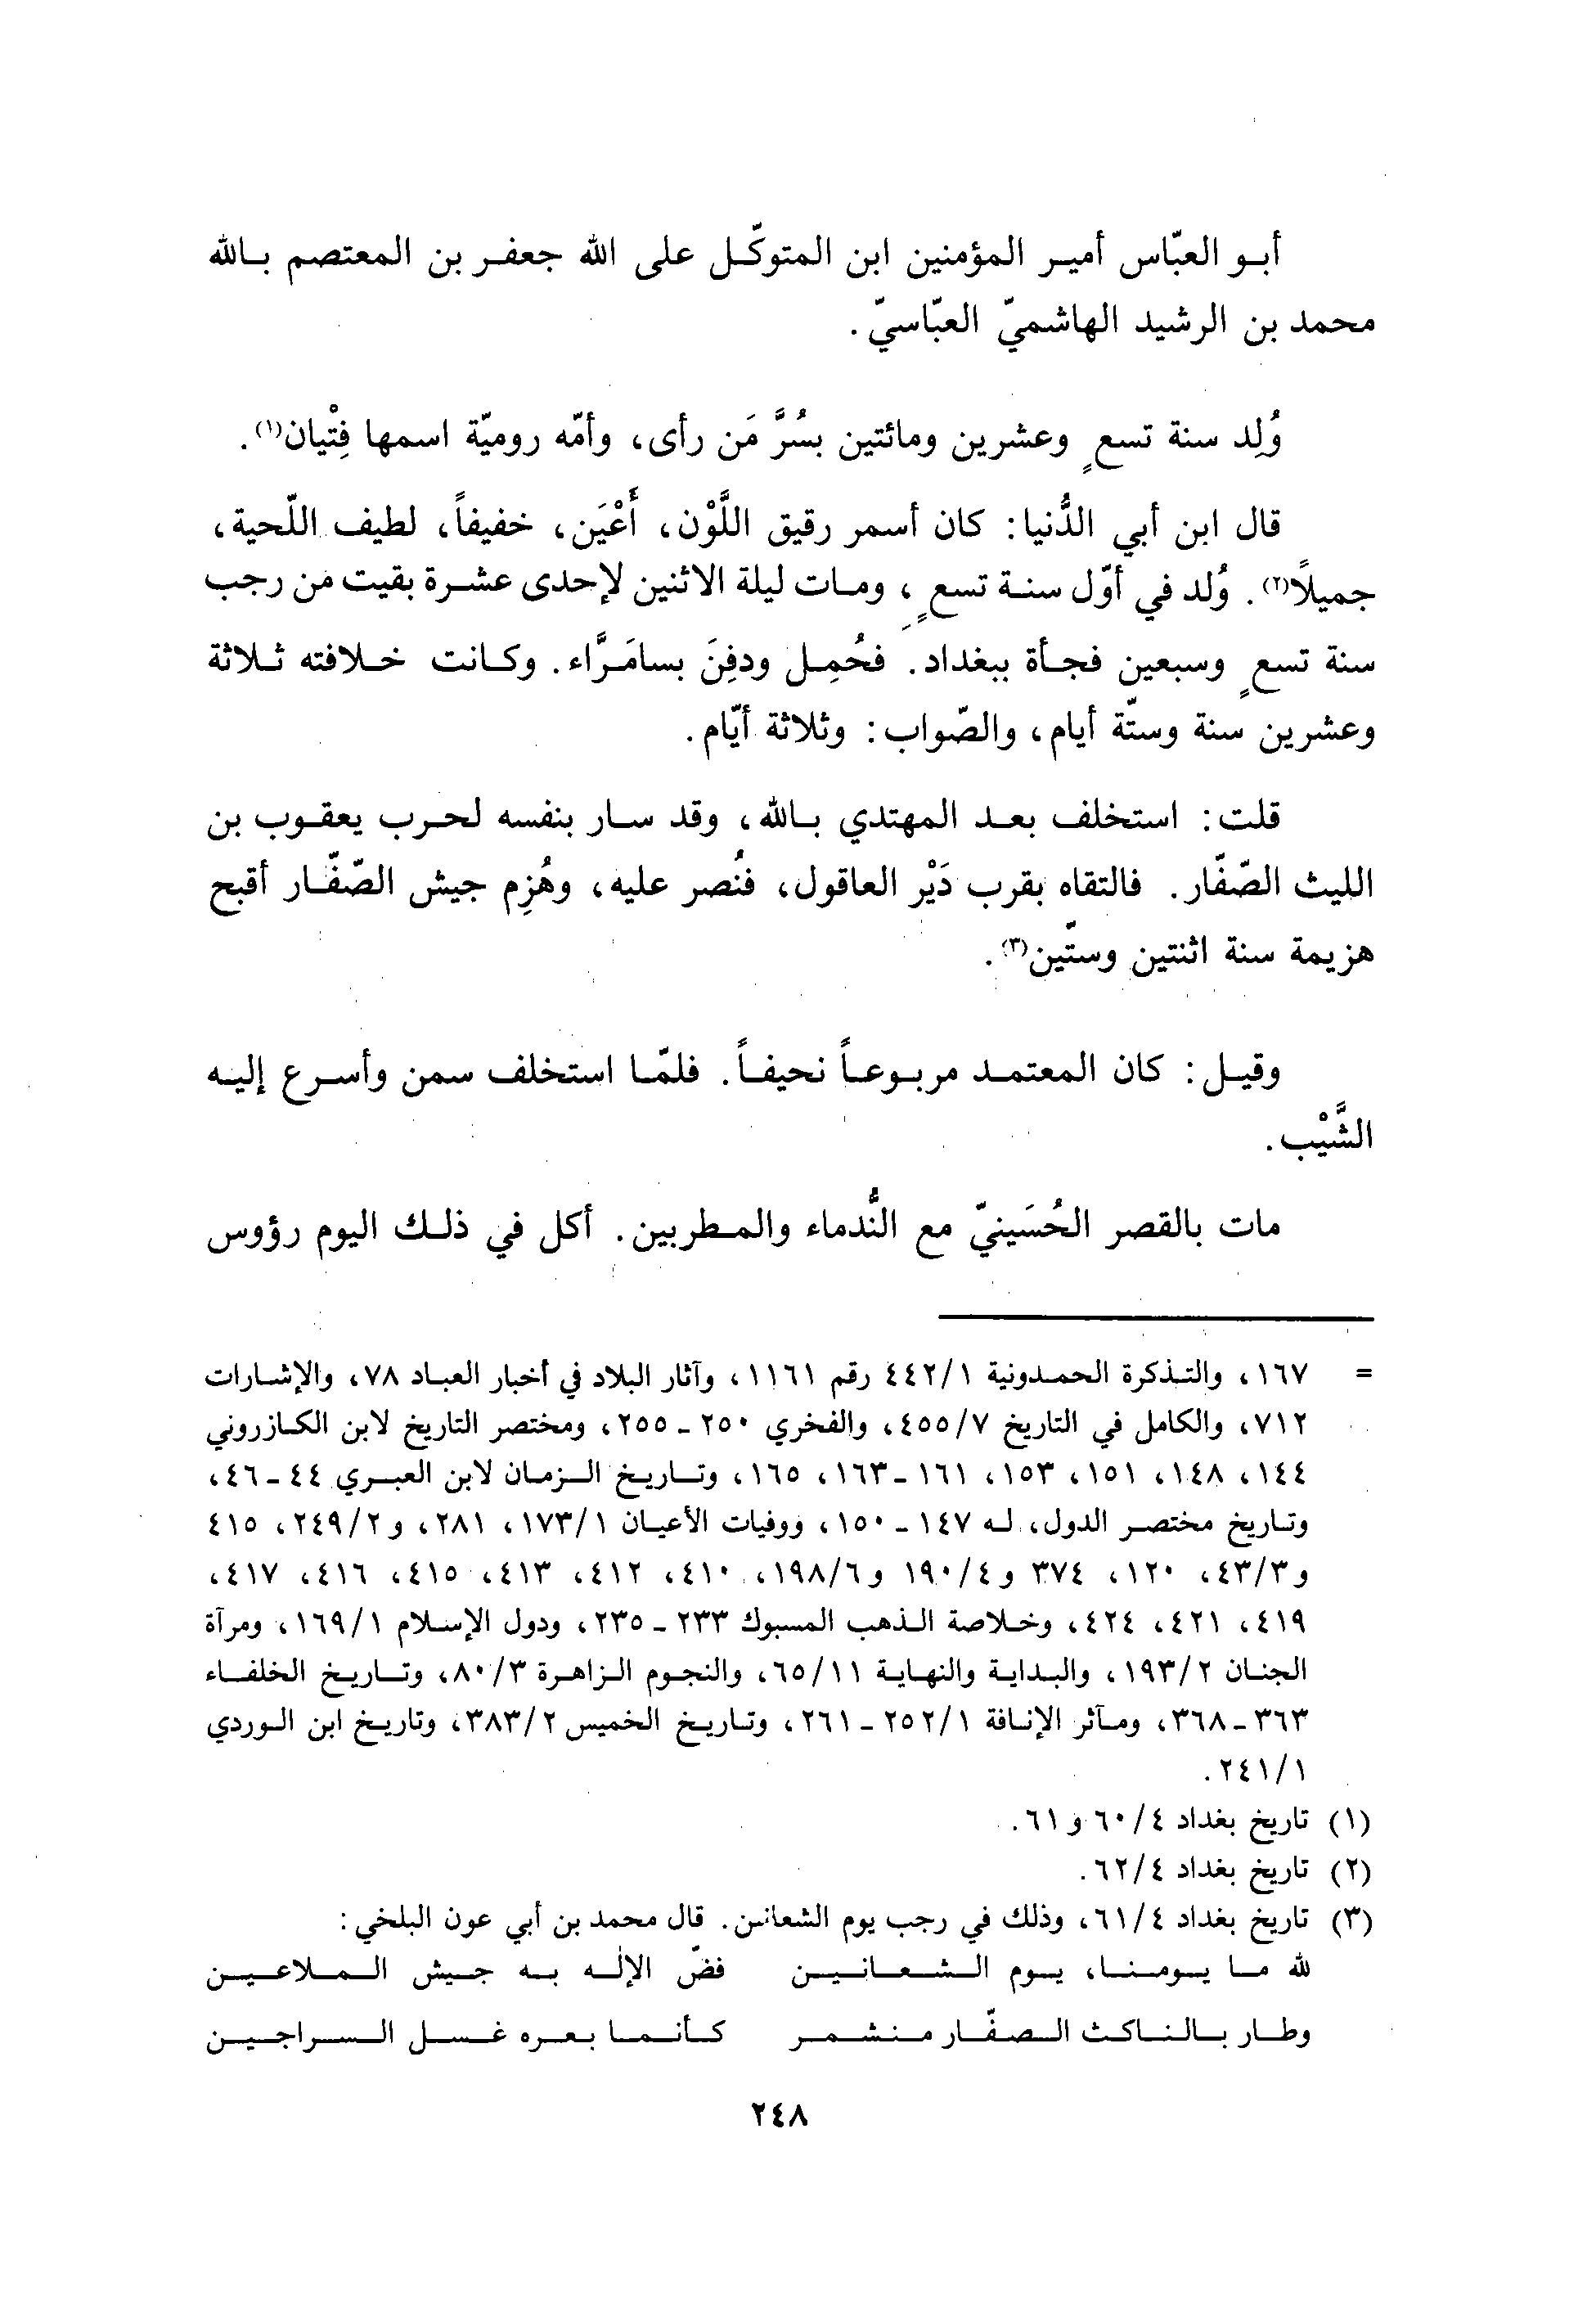 أبو العبّاس أمير المؤمنين ابن المتوكّل على الله جعفر بن المعتصم بالله
محمد بن الرشيد الهاشميّ العبّاسيّ.
وُلِد سنة تسعٍ وعشرين ومائتين بسُرَّ مَن رأى، وأمّه روميّة اسمها فِتْيان(١).
قال ابن أبي الدُّنيا: كان أسمر رقيق اللَّوْن، أَعْيَن، خفيفاً، لطيف اللّحية،
جميلاً(٢). وُلد في أوّل سنة تسعٍ، ومات ليلة الاثنين لإحدى عشرة بقيت من رجب
سنة تسعٍ وسبعين فجأة ببغداد. فحُمِل ودفِنَ بسامَرَّاء. وكانت خلافته ثلاثة
وعشرين سنة وستّة أيام، والصّواب: وثلاثة أيّام.
قلت: استخلف بعد المهتدي بالله، وقد سار بنفسه لحرب يعقوب بن
الليث الصّفّار. فالتقاه بقرب دَيْر العاقول، فنُصر عليه، وهُزِم جيش الصّفّار أقبح
هزيمة سنة اثنتين وستّين(٣).
وقيل: كان المعتمد مربوعاً نحيفاً. فلمّا استخلف سمن وأسرع إليه
الشَّيْب.
مات بالقصر الحُسَينيّ مع النُّدماء والمطربين. أكل في ذلك اليوم رؤوس
= ١٦٧، والتذكرة الحمدونية ٤٤٢/١ رقم ١١٦١، وآثار البلاد في أخبار العباد ٧٨، والإشارات
٧١٢، والكامل في التاريخ ٤٥٥/٧، والفخري ٢٥٠ ـ ٢٥٥، ومختصر التاريخ لابن الكازروني
١٤٤، ١٤٨، ١٥١، ١٥٣، ١٦١ ـ ١٦٣، ١٦٥، وتاريخ الزمان لابن العبري ٤٤ ـ ٤٦،
وتاريخ مختصر الدول، له ١٤٧ ـ ١٥٠، ووفيات الأعيان ١٧٣/١، ٢٨١، و٢٤٩/٢، ٤١٥
و٤٣/٣، ١٢٠، ٣٧٤ و١٩٠/٤ و١٩٨/٦، ٤١٠، ٤١٢، ٤١٣، ٤١٥، ٤١٦، ٤١٧،
٤١٩، ٤٢١، ٤٢٤، وخلاصة الذهب المسبوك ٢٣٣ ـ ٢٣٥، ودول الإسلام ١٦٩/١، ومرآة
الجنان ١٩٣/٢، والبداية والنهاية ٦٥/١١، والنجوم الزاهرة ٨٠/٣، وتاريخ الخلفاء
٣٦٣ ـ ٣٦٨، ومآثر الإنافة ٢٥٢/١ ـ ٢٦١، وتاريخ الخميس ٣٨٣/٢، وتاريخ ابن الوردي
٢٤١/١.
(١) تاريخ بغداد ٦٠/٤ و٦١.
(٢) تاريخ بغداد ٦٢/٤.
(٣) تاريخ بغداد ٦١/٤، وذلك في رجب يوم الشعانين. قال محمد بن أبي عون البلخي:
لله ما يومنا، يوم الشعانين فضّ الإله به جيش الملاعين
وطار بالناكث الصفّار منشمر كأنما بعره غسل السراجين
٢٤٨